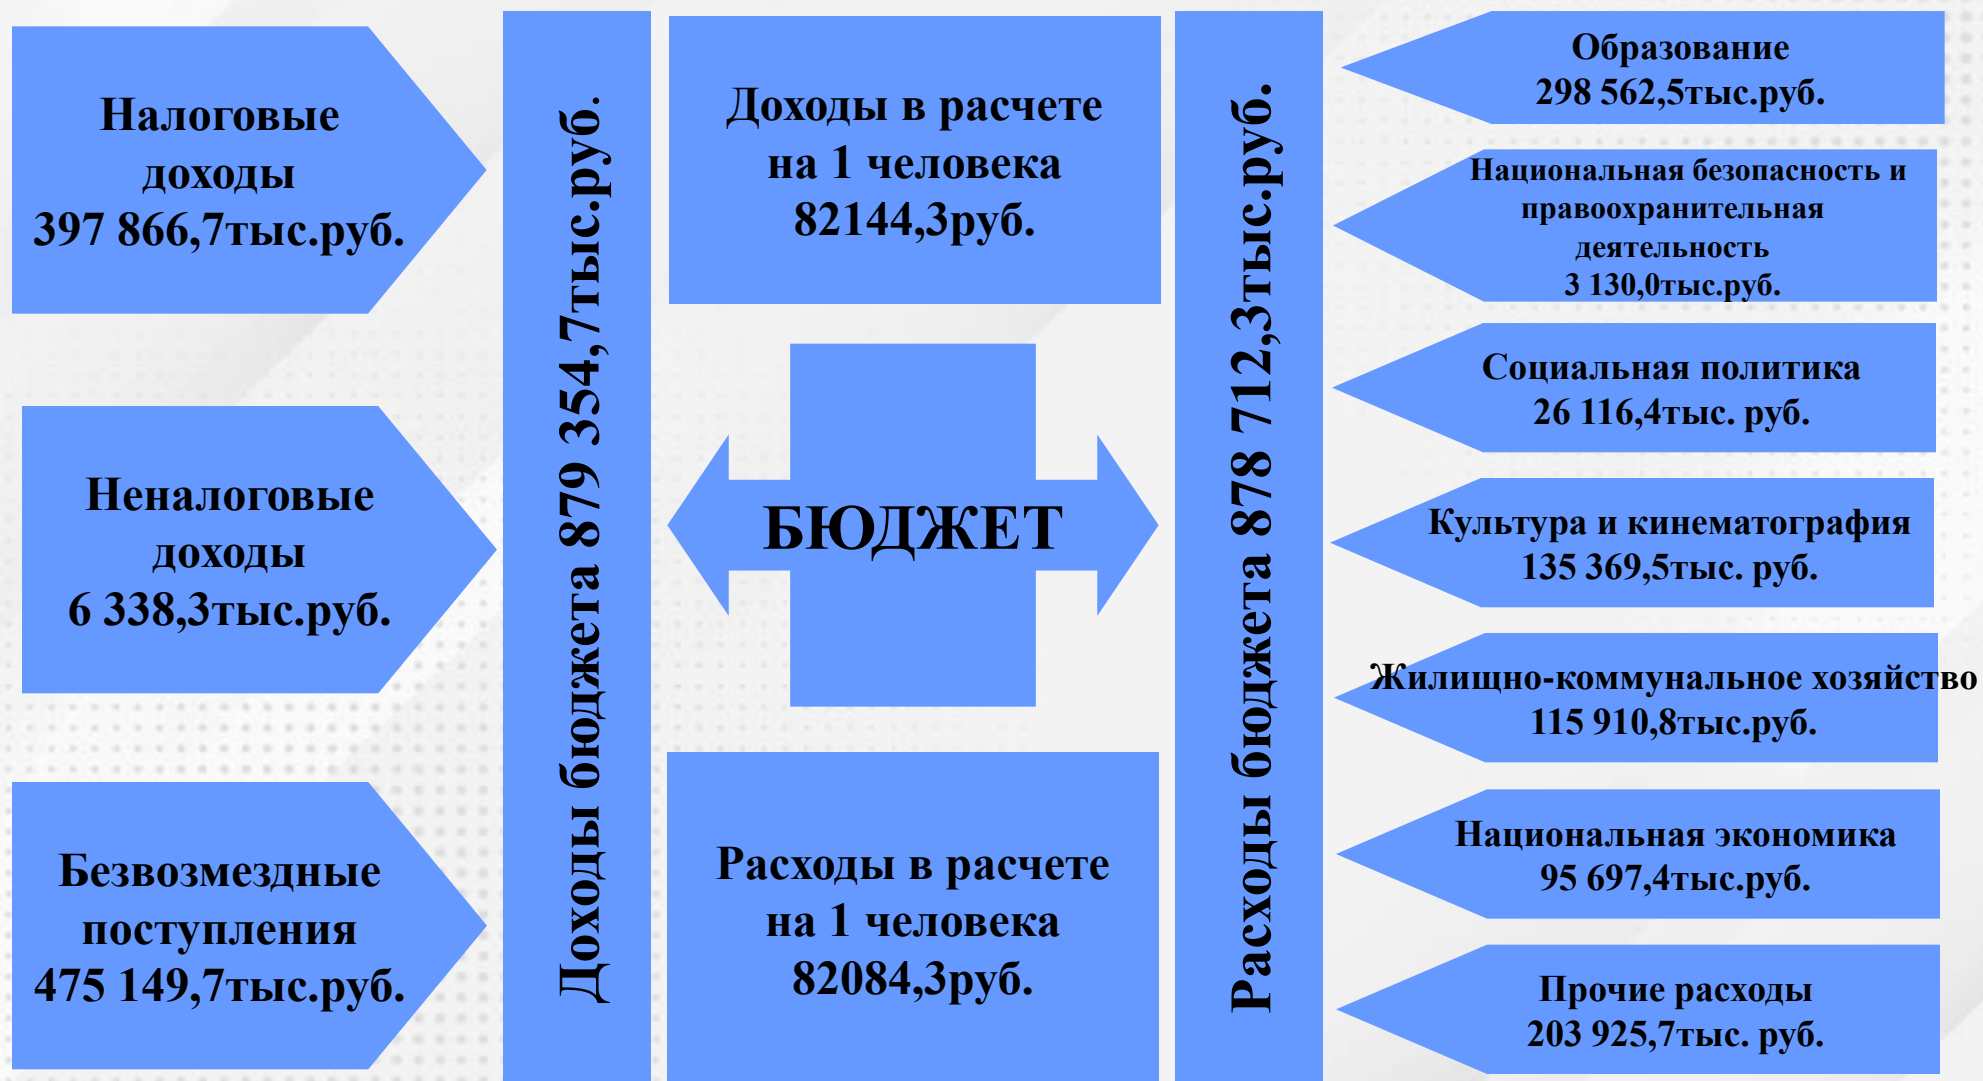 Налоговые
доходы
397 866,7тыс.руб.
Неналоговые
доходы
6 338,3тыс.руб.
Безвозмездные
поступления
475 149,7тыс.руб.
Доходы бюджета 879 354,7тыс.руб.
Доходы в расчете
на 1 человека
82144,3руб.
БЮДЖЕТ
Расходы в расчете
на 1 человека
82084,3руб.
Расходы бюджета 878 712,3тыс.руб.
Образование
298 562,5тыс.руб.
Национальная безопасность и
правоохранительная
деятельность
3 130,0тыс.руб.
Социальная политика
26 116,4тыс. руб.
Культура и кинематография
135 369,5тыс. руб.
Жилищно-коммунальное хозяйство
115 910,8тыс.руб.
Национальная экономика
95 697,4тыс.руб.
Прочие расходы
203 925,7тыс. руб.